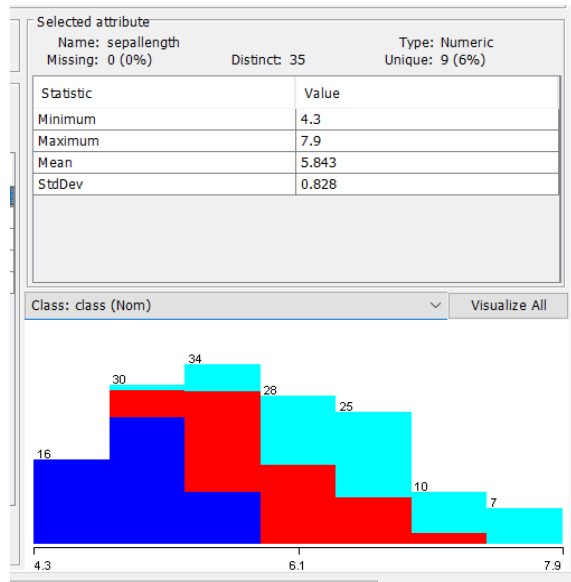 Selected attribute
Name: sepallength Type: Numeric
Missing: 0 (0%) Distinct: 35 Unique: 9 (6%)
Statistic Value
Minimum 4.3
Maximum 7.9
Mean 5.843
StdDev 0.828
Class: class (Nom) Visualize All
34
30
28
25
16
10
7
4.3 6.1 7.9